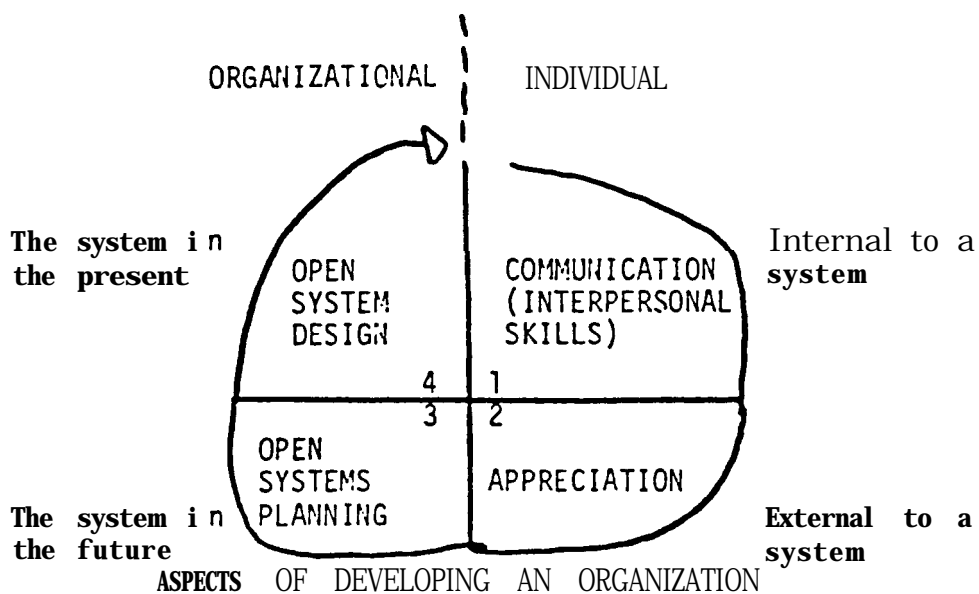 ORGANIZATIONAL INDIVIDUAL
The system in
the present
OPEN
SYSTEM
DESIGN
COMMUNICATION
(INTERPERSONAL
SKILLS)
Internal to a
system
4 1
3 2
The system in
the future
OPEN
SYSTEMS
PLANNING
APPRECIATION
External to a
system
ASPECTS OF DEVELOPING AN ORGANIZATION